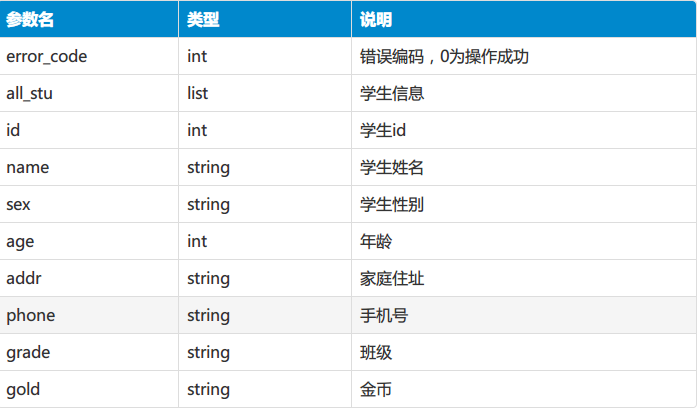 参数名 类型 说明
error_code int 错误编码，0为操作成功
all_stu list 学生信息
id int 学生id
name string 学生姓名
sex string 学生性别
age int 年龄
addr string 家庭住址
phone string 手机号
grade string 班级
gold string 金币